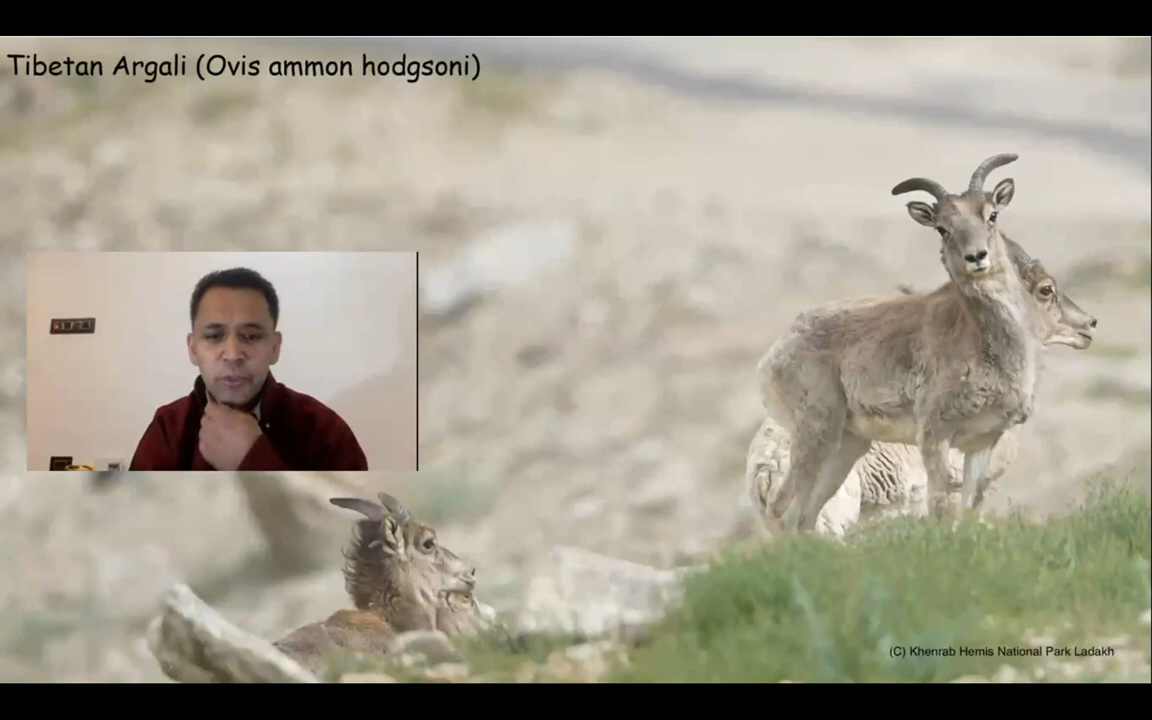 Tibetan Argali (Ovis ammon hodgsoni)
(C) Khenrab Hemis National Park Ladakh